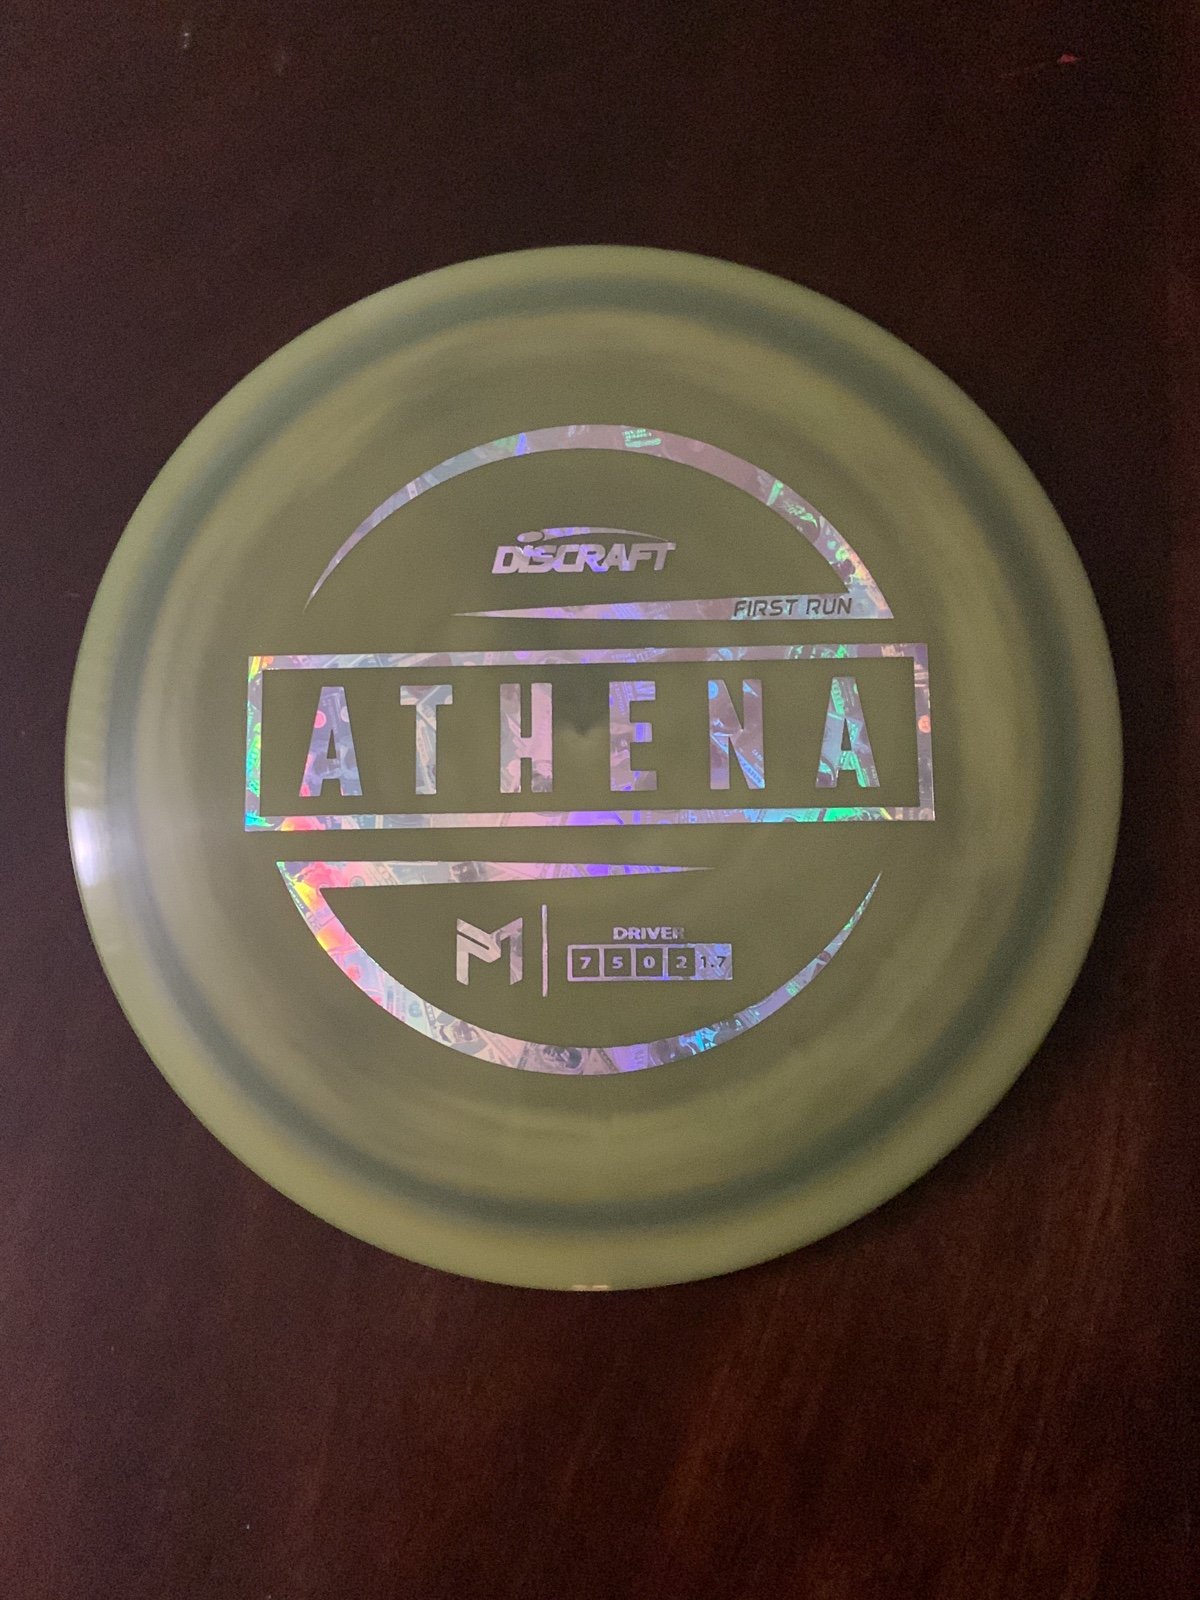 DISCRAFT
FIRST RUN
ATHENA
PM
DRIVER
7 5 0 2 1.7